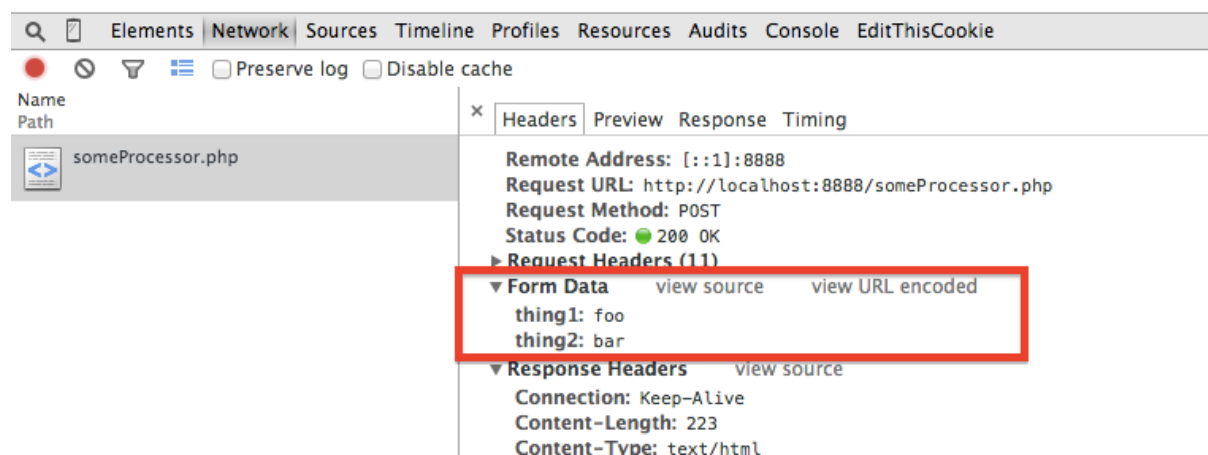 Elements Network Sources Timeline Profiles Resources Audits Console EditThisCookie
Preserve log Disable cache
Name
Path
someProcessor.php
× Headers Preview Response Timing
Remote Address: [::1]:8888
Request URL: http://localhost:8888/someProcessor.php
Request Method: POST
Status Code: 200 OK
Request Headers (11)
Form Data view source view URL encoded
thing1: foo
thing2: bar
Response Headers view source
Connection: Keep-Alive
Content-Length: 223
Content-Type: text/html